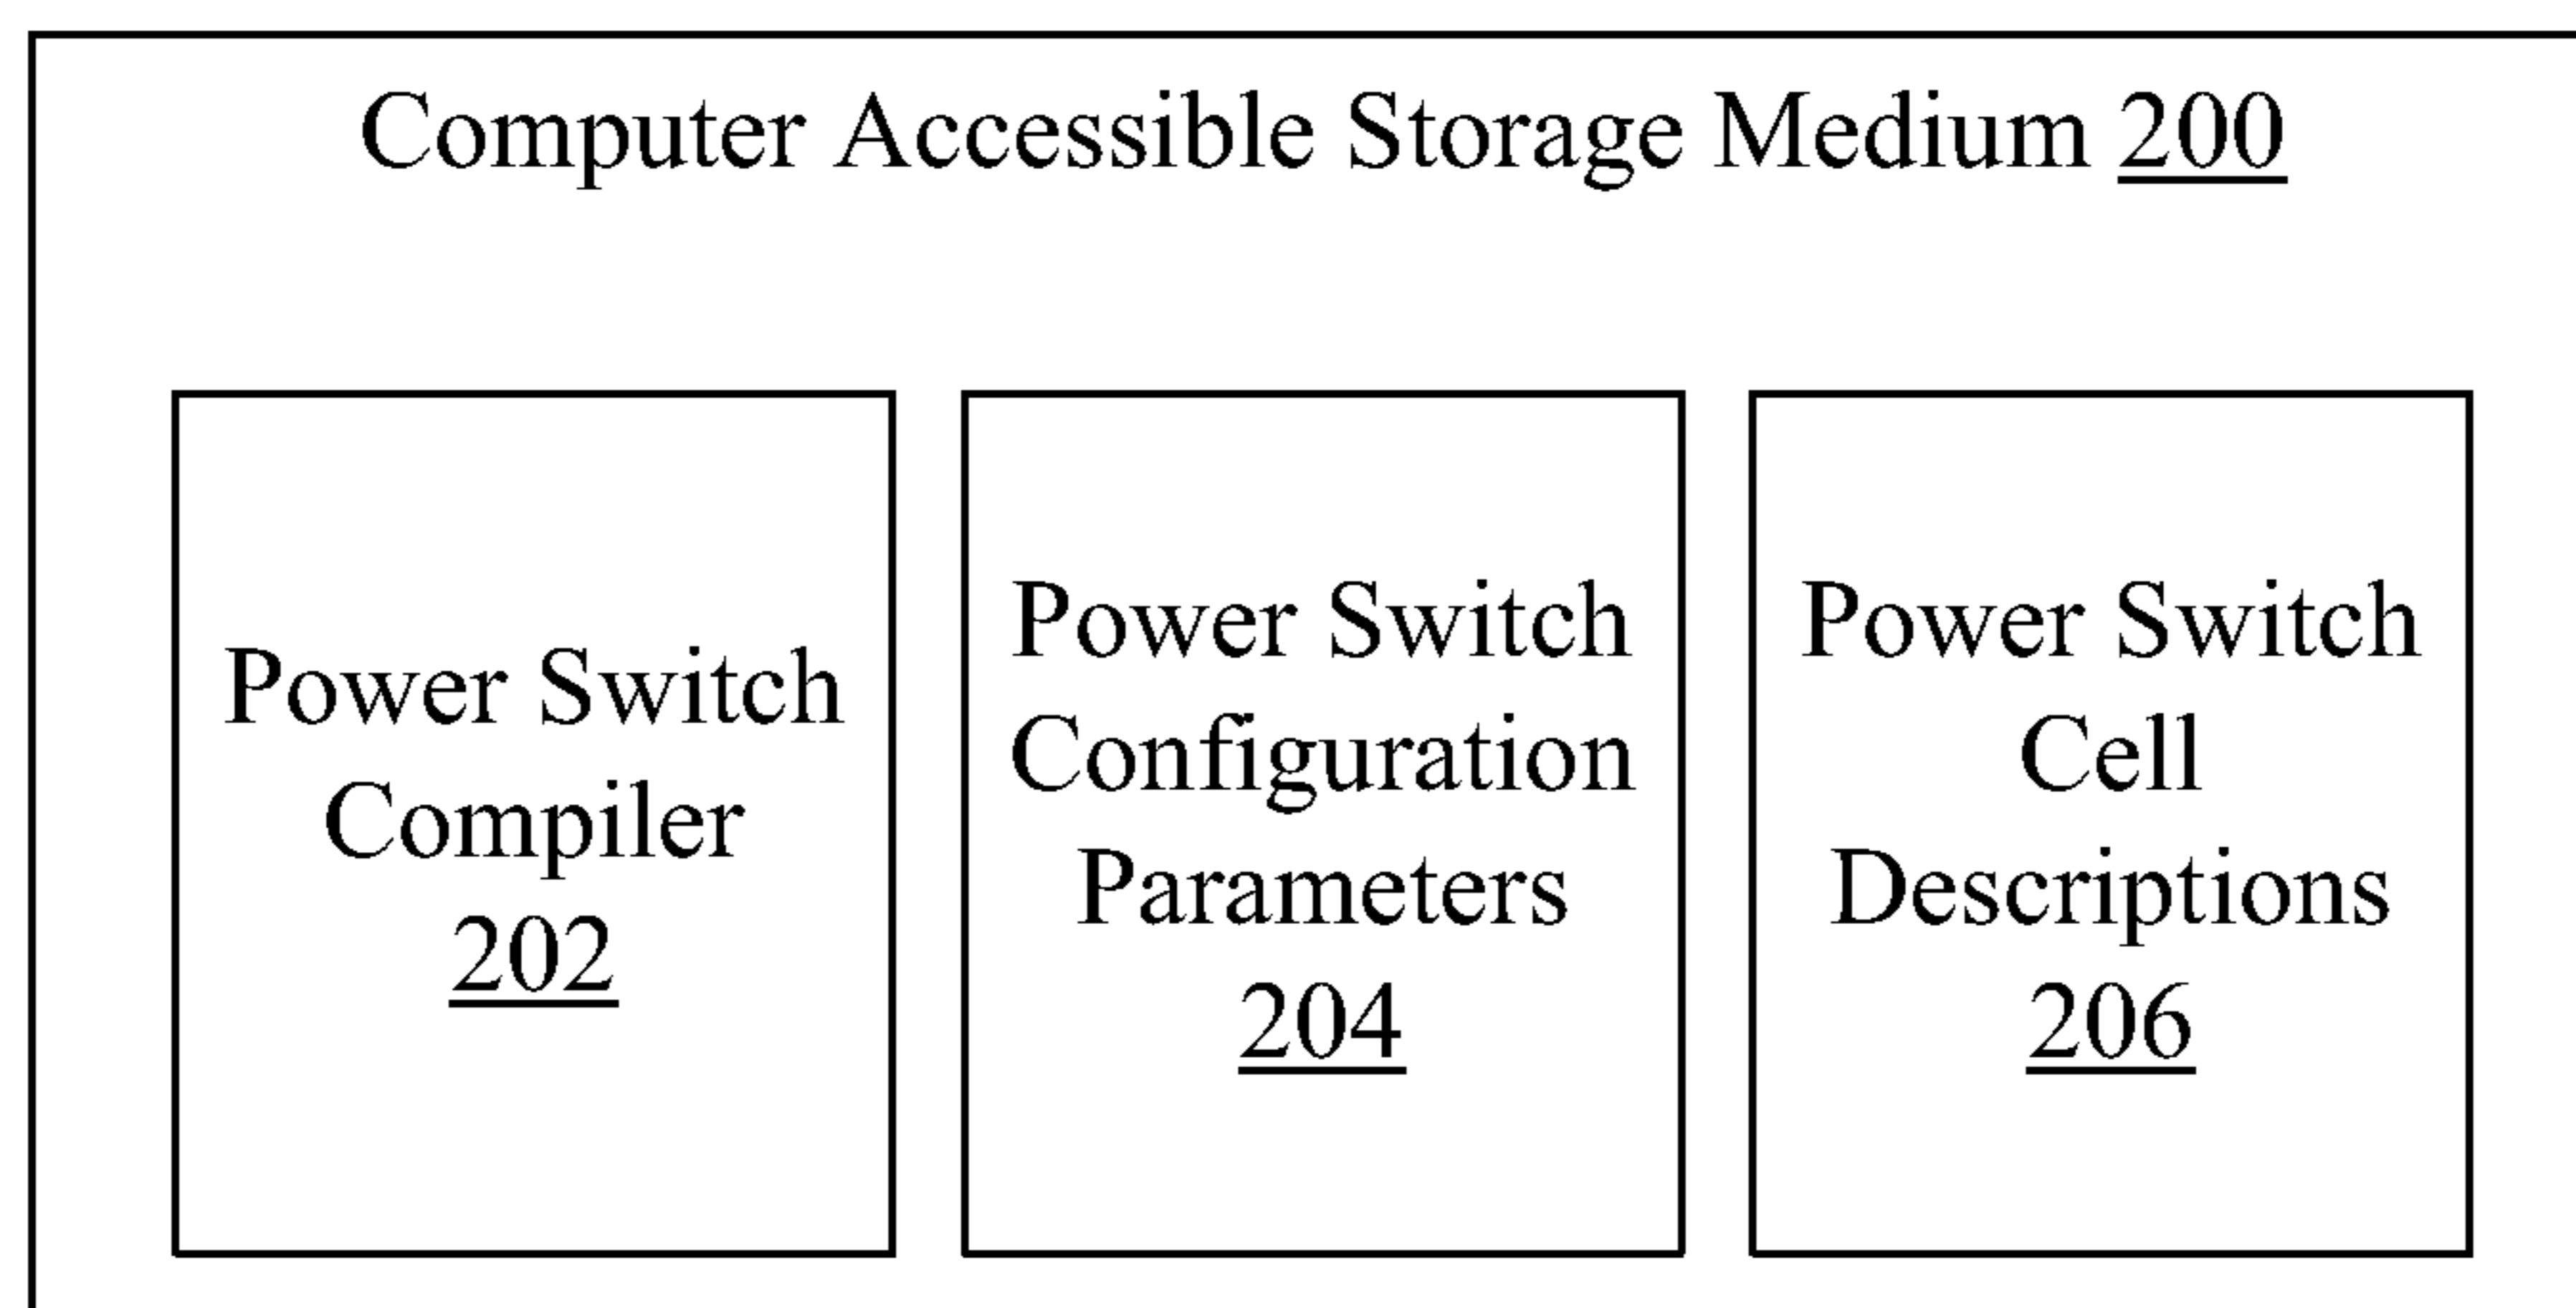 Computer Accessible Storage Medium 200
Power Switch
Compiler
202
Power Switch
Configuration
Parameters
204
Power Switch
Cell
Descriptions
206